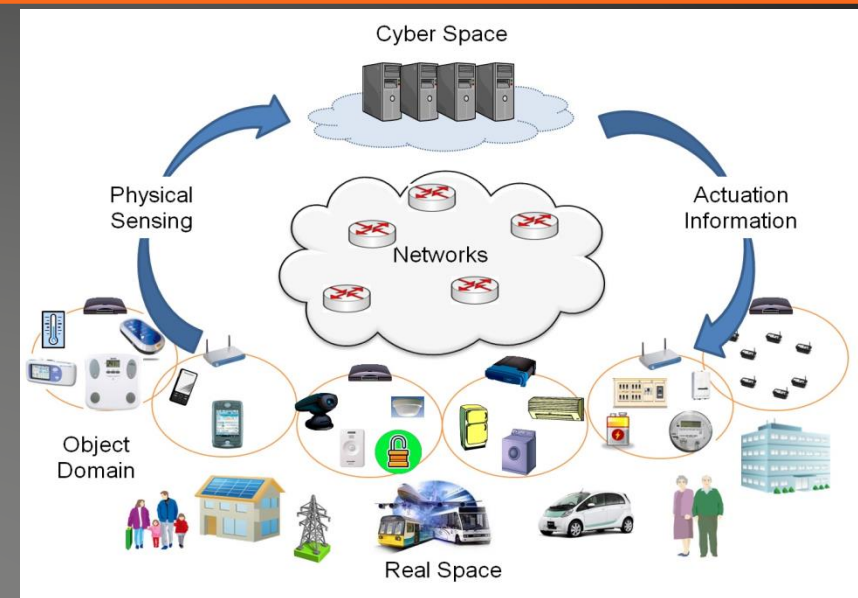 Cyber Space
Physical
Sensing
Actuation
Information
Networks
Object
Domain
Real Space